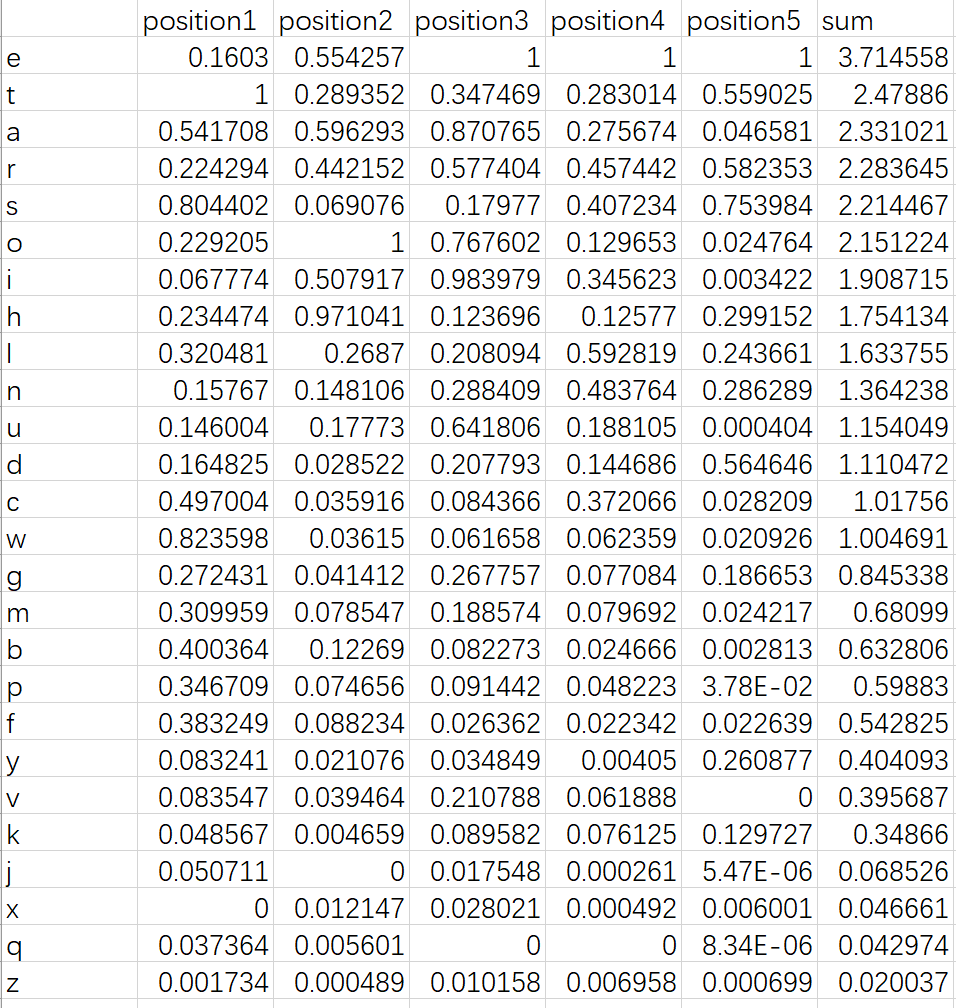 position1 position2 position3 position4 position5 sum
e 0.1603 0.554257 1 1 1 3.714558
t 1 0.289352 0.347469 0.283014 0.559025 2.47886
a 0.541708 0.596293 0.870765 0.275674 0.046581 2.331021
r 0.224294 0.442152 0.577404 0.457442 0.582353 2.283645
s 0.804402 0.069076 0.17977 0.407234 0.753984 2.214467
o 0.229205 1 0.767602 0.129653 0.024764 2.151224
i 0.067774 0.507917 0.983979 0.345623 0.003422 1.908715
h 0.234474 0.971041 0.123696 0.12577 0.299152 1.754134
l 0.320481 0.2687 0.208094 0.592819 0.243661 1.633755
n 0.15767 0.148106 0.288409 0.483764 0.286289 1.364238
u 0.146004 0.17773 0.641806 0.188105 0.000404 1.154049
d 0.164825 0.028522 0.207793 0.144686 0.564646 1.110472
c 0.497004 0.035916 0.084366 0.372066 0.028209 1.01756
w 0.823598 0.03615 0.061658 0.062359 0.020926 1.004691
g 0.272431 0.041412 0.267757 0.077084 0.186653 0.845338
m 0.309959 0.078547 0.188574 0.079692 0.024217 0.68099
b 0.400364 0.12269 0.082273 0.024666 0.002813 0.632806
p 0.346709 0.074656 0.091442 0.048223 3.78E-02 0.59883
f 0.383249 0.088234 0.026362 0.022342 0.022639 0.542825
y 0.083241 0.021076 0.034849 0.00405 0.260877 0.404093
v 0.083547 0.039464 0.210788 0.061888 0 0.395687
k 0.048567 0.004659 0.089582 0.076125 0.129727 0.34866
j 0.050711 0 0.017548 0.000261 5.47E-06 0.068526
x 0 0.012147 0.028021 0.000492 0.006001 0.046661
q 0.037364 0.005601 0 0 8.34E-06 0.042974
z 0.001734 0.000489 0.010158 0.006958 0.000699 0.020037